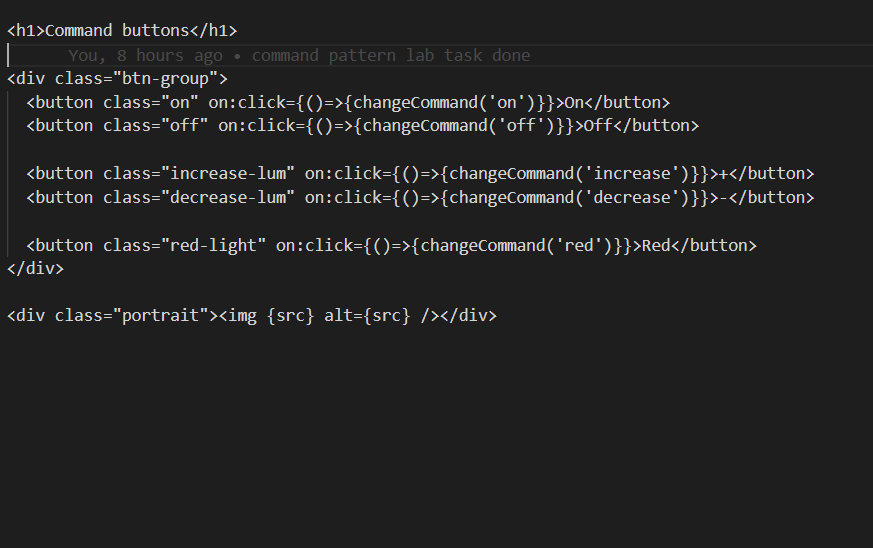 <h1>Command buttons</h1>
You, 8 hours ago • command pattern lab task done
<div class="btn-group">
<button class="on" on:click={()=>{changeCommand('on')}}>On</button>
<button class="off" on:click={()=>{changeCommand('off')}}>Off</button>
<button class="increase-lum" on:click={()=>{changeCommand('increase')}}>+</button>
<button class="decrease-lum" on:click={()=>{changeCommand('decrease')}}>-</button>
<button class="red-light" on:click={()=>{changeCommand('red')}}>Red</button>
</div>
<div class="portrait"><img {src} alt={src} /></div>